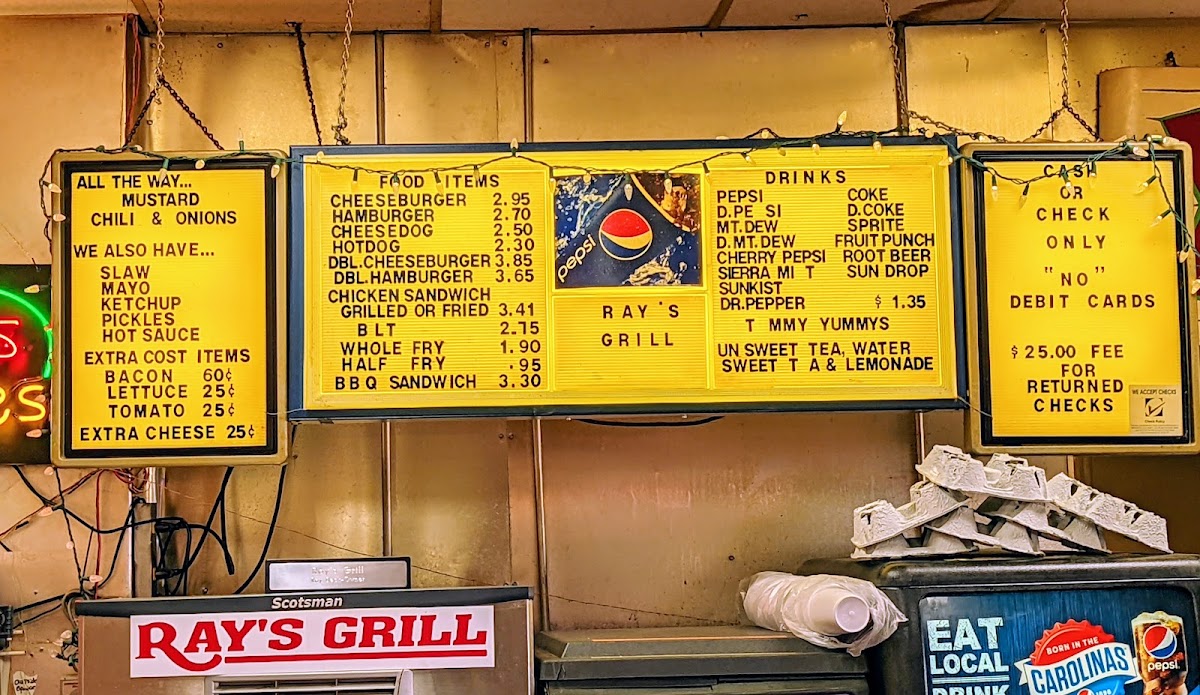 ALL THE WAY...
MUSTARD
CHILI & ONIONS
WE ALSO HAVE...
SLAW
MAYO
KETCHUP
PICKLES
HOT SAUCE
EXTRA COST ITEMS
BACON 60¢
LETTUCE 25¢
TOMATO 25¢
EXTRA CHEESE 25¢
FOOD ITEMS
CHEESEBURGER 2.95
HAMBURGER 2.70
CHEESEDOG 2.50
HOTDOG 2.30
DBL.CHEESEBURGER 3.85
DBL.HAMBURGER 3.65
CHICKEN SANDWICH
GRILLED OR FRIED 3.41
BLT 2.15
WHOLE FRY 1.90
HALF FRY .95
BBQ SANDWICH 3.30
pepsi
RAY'S
GRILL
DRINKS
PEPSI COKE
D.PE SI D.COKE
MT.DEW SPRITE
D.MT.DEW FRUIT PUNCH
CHERRY PEPSI ROOT BEER
SIERRA MI T SUN DROP
SUNKIST
DR.PEPPER $ 1.35
T MMY YUMMYS
UN SWEET TEA, WATER
SWEET T A & LEMONADE
CASH
OR
CHECK
ONLY
"NO"
DEBIT CARDS
$25.00 FEE
FOR
RETURNED
CHECKS
WE ACCEPT CHECKS
Scotsman
RAY'S GRILL
EAT
LOCAL
DRINK
BORN IN THE
CAROLINAS
pepsi